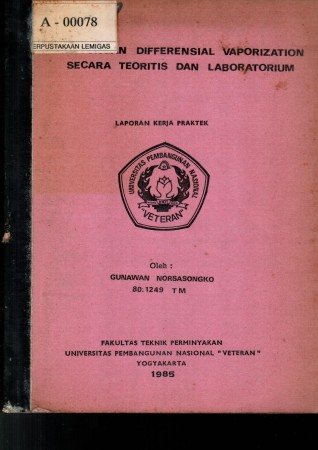 A - 00078
ERPUSTAKAAN LEMIGAS
DIFFERENSIAL VAPORIZATION
SECARA TEORITIS DAN LABORATORIUM
LAPORAN KERJA PRAKTEK
UNIVERSITAS PEMBANGUNAN NASIONAL
"VETERAN"
Oleh :
GUNAWAN NORSASONGKO
80.1249 TM
FAKULTAS TEKNIK PERMINYAKAN
UNIVERSITAS PEMBANGUNAN NASIONAL "VETERAN"
YOGYAKARTA
1985